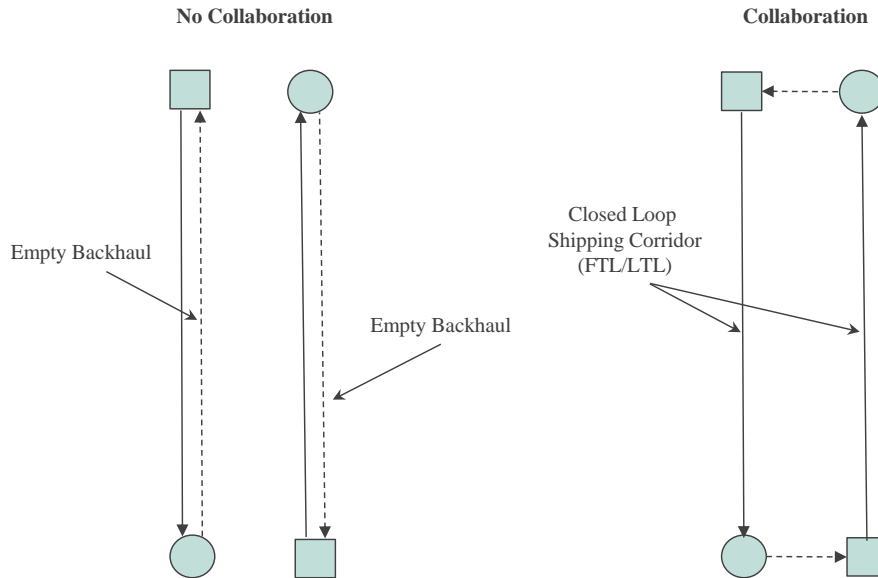 No Collaboration
Collaboration
Empty Backhaul
Empty Backhaul
Closed Loop
Shipping Corridor
(FTL/LTL)